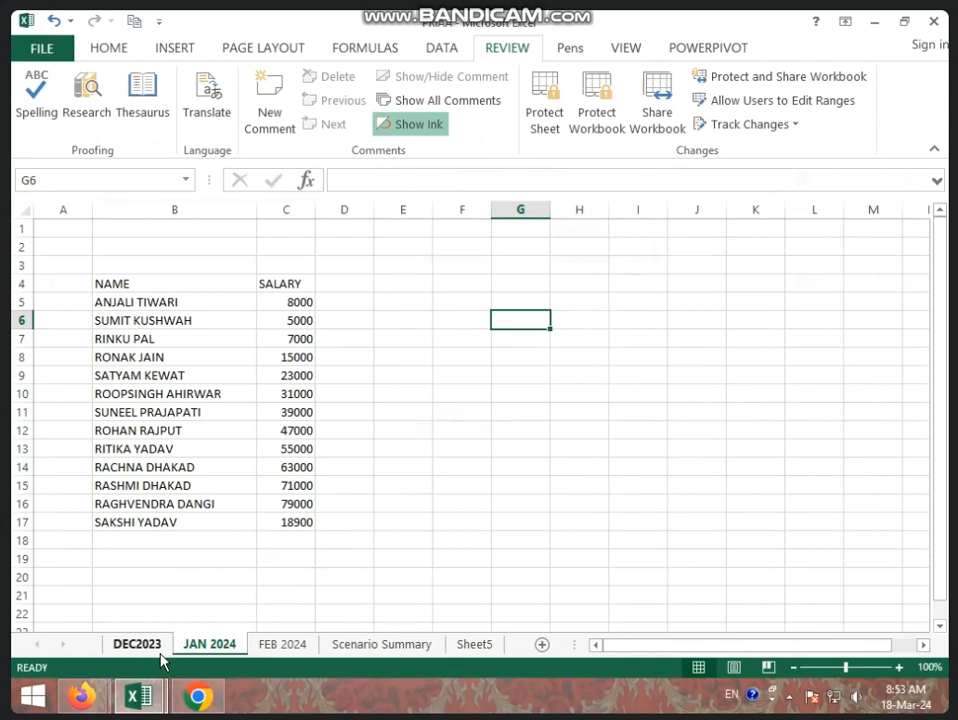 www.BANDICAM.com
PRIAA - Microsoft Excel
?
FILE HOME INSERT PAGE LAYOUT FORMULAS DATA REVIEW Pens VIEW POWERPIVOT Sign in
ABC
Spelling Research Thesaurus
Proofing
Translate
Language
New Comment
Delete
Previous
Next
Show/Hide Comment
Show All Comments
Show Ink
Comments
Protect Sheet
Protect Workbook
Share Workbook
Protect and Share Workbook
Allow Users to Edit Ranges
Track Changes
Changes
G6 fx
A B C D E F G H I J K L M
1
2
3
4 NAME SALARY
5 ANJALI TIWARI 8000
6 SUMIT KUSHWAH 5000
7 RINKU PAL 7000
8 RONAK JAIN 15000
9 SATYAM KEWAT 23000
10 ROOPSINGH AHIRWAR 31000
11 SUNEEL PRAJAPATI 39000
12 ROHAN RAJPUT 47000
13 RITIKA YADAV 55000
14 RACHNA DHAKAD 63000
15 RASHMI DHAKAD 71000
16 RAGHVENDRA DANGI 79000
17 SAKSHI YADAV 18900
18
19
20
21
22
DEC2023 JAN 2024 FEB 2024 Scenario Summary Sheet5
READY 100%
EN 8:53 AM
18-Mar-24